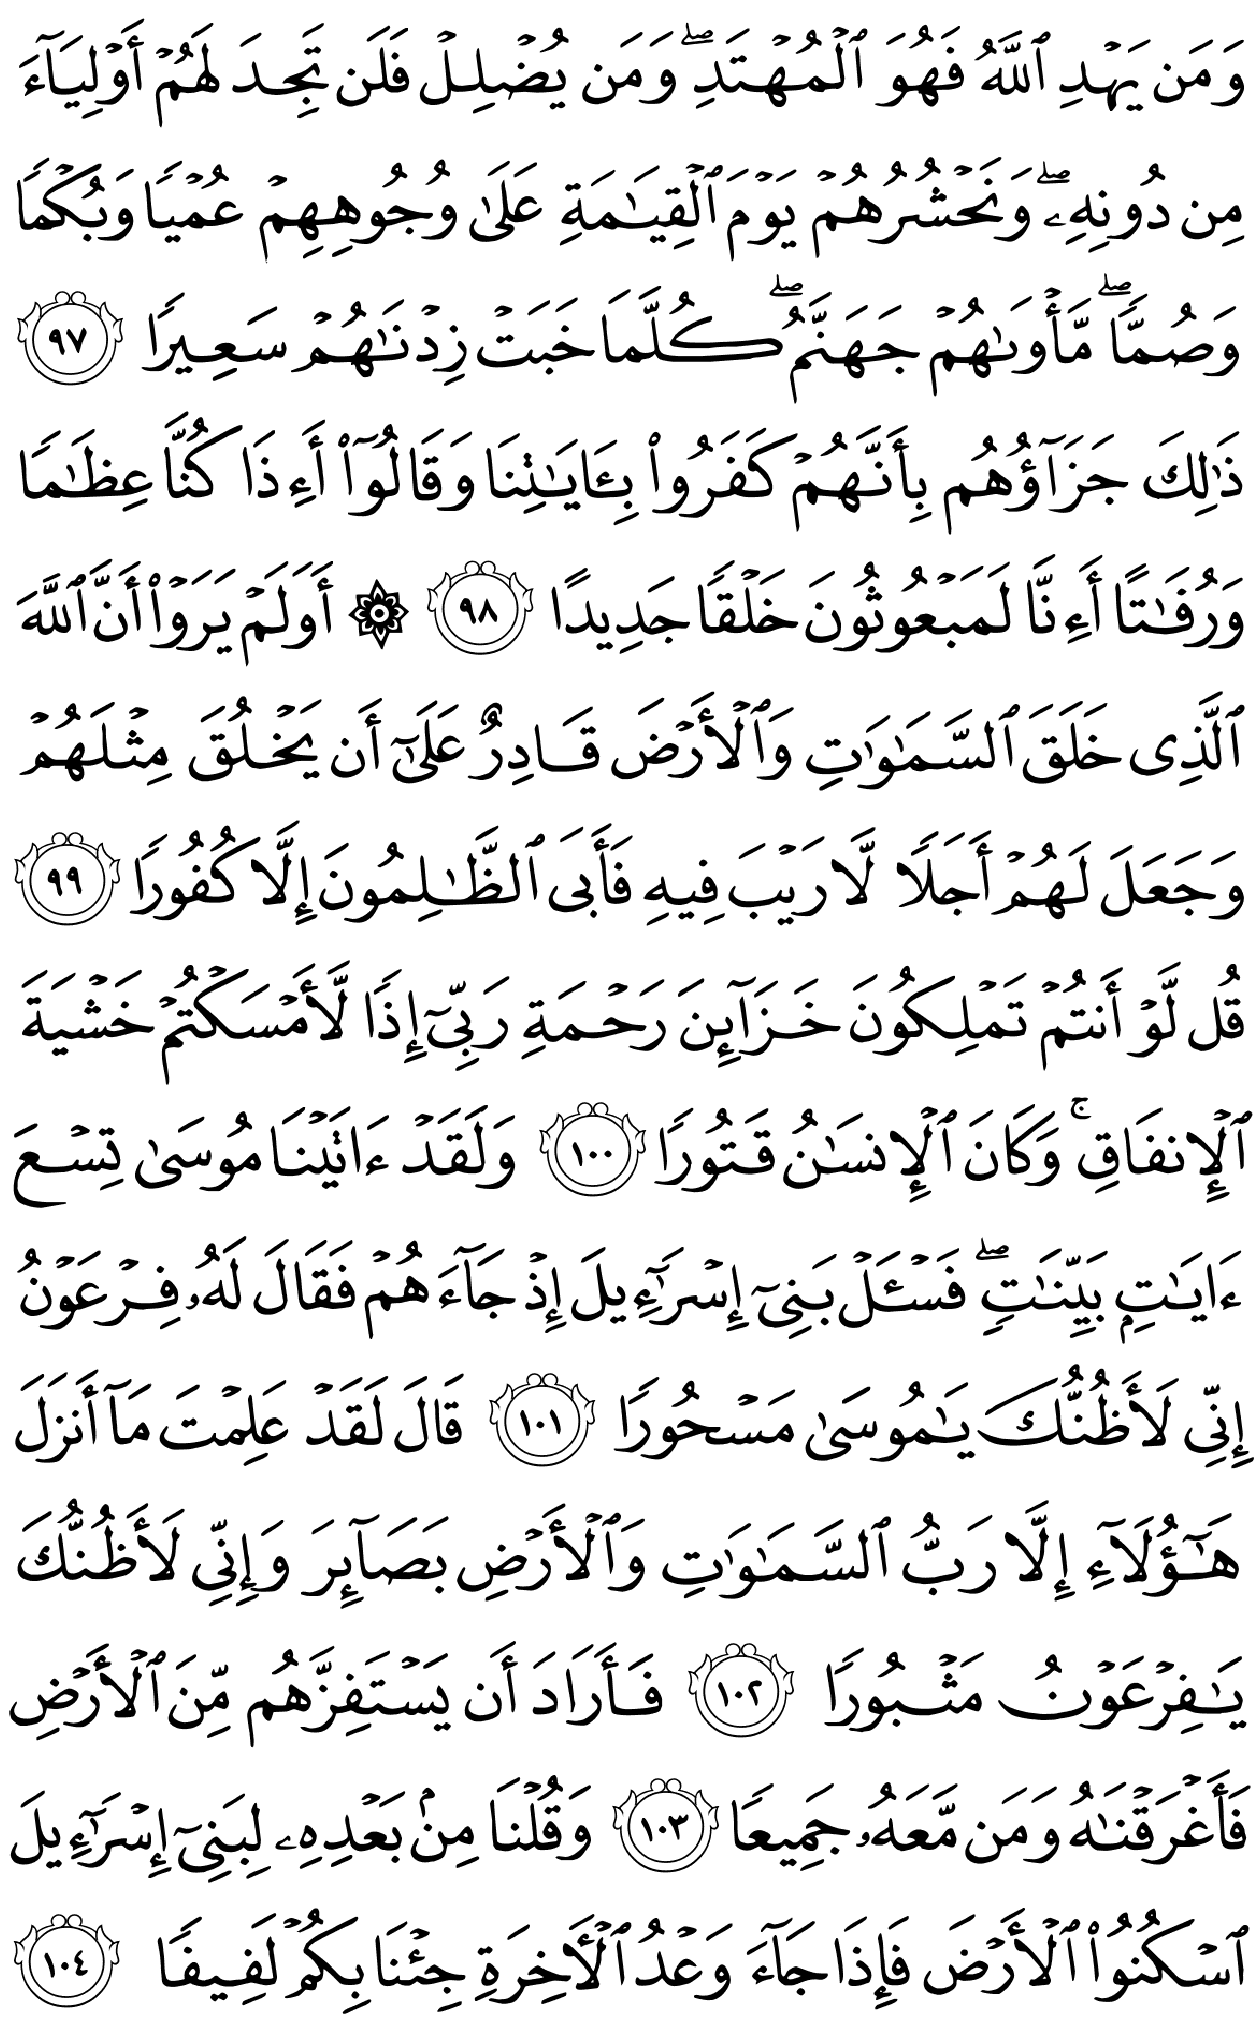 وَمَن يَهۡدِ ٱللَّهُ فَهُوَ ٱلۡمُهۡتَدِۖ وَمَن يُضۡلِلۡ فَلَن تَجِدَ لَهُمۡ أَوۡلِيَآءَ
مِن دُونِهِۦۖ وَنَحۡشُرُهُمۡ يَوۡمَ ٱلۡقِيَٰمَةِ عَلَىٰ وُجُوهِهِمۡ عُمۡيٗا وَبُكۡمٗا
وَصُمّٗاۖ مَّأۡوَىٰهُمۡ جَهَنَّمُۖ كُلَّمَا خَبَتۡ زِدۡنَٰهُمۡ سَعِيرٗا ٩٧
ذَٰلِكَ جَزَآؤُهُم بِأَنَّهُمۡ كَفَرُواْ بِـَٔايَٰتِنَا وَقَالُوٓاْ أَءِذَا كُنَّا عِظَٰمٗا
وَرُفَٰتًا أَءِنَّا لَمَبۡعُوثُونَ خَلۡقٗا جَدِيدًا ٩٨ ۞ أَوَلَمۡ يَرَوۡاْ أَنَّ ٱللَّهَ
ٱلَّذِي خَلَقَ ٱلسَّمَٰوَٰتِ وَٱلۡأَرۡضَ قَادِرٌ عَلَىٰٓ أَن يَخۡلُقَ مِثۡلَهُمۡ
وَجَعَلَ لَهُمۡ أَجَلٗا لَّا رَيۡبَ فِيهِ فَأَبَى ٱلظَّٰلِمُونَ إِلَّا كُفُورٗا ٩٩
قُل لَّوۡ أَنتُمۡ تَمۡلِكُونَ خَزَآئِنَ رَحۡمَةِ رَبِّيٓ إِذٗا لَّأَمۡسَكۡتُمۡ خَشۡيَةَ
ٱلۡإِنفَاقِۚ وَكَانَ ٱلۡإِنسَٰنُ قَتُورٗا ١٠٠ وَلَقَدۡ ءَاتَيۡنَا مُوسَىٰ تِسۡعَ
ءَايَٰتِۭ بَيِّنَٰتٖۖ فَسۡـَٔلۡ بَنِيٓ إِسۡرَٰٓءِيلَ إِذۡ جَآءَهُمۡ فَقَالَ لَهُۥ فِرۡعَوۡنُ
إِنِّي لَأَظُنُّكَ يَٰمُوسَىٰ مَسۡحُورٗا ١٠١ قَالَ لَقَدۡ عَلِمۡتَ مَآ أَنزَلَ
هَٰٓؤُلَآءِ إِلَّا رَبُّ ٱلسَّمَٰوَٰتِ وَٱلۡأَرۡضِ بَصَآئِرَ وَإِنِّي لَأَظُنُّكَ
يَٰفِرۡعَوۡنُ مَثۡبُورٗا ١٠٢ فَأَرَادَ أَن يَسۡتَفِزَّهُم مِّنَ ٱلۡأَرۡضِ
فَأَغۡرَقۡنَٰهُ وَمَن مَّعَهُۥ جَمِيعٗا ١٠٣ وَقُلۡنَا مِنۢ بَعۡدِهِۦ لِبَنِيٓ إِسۡرَٰٓءِيلَ
ٱسۡكُنُواْ ٱلۡأَرۡضَ فَإِذَا جَآءَ وَعۡدُ ٱلۡأٓخِرَةِ جِئۡنَا بِكُمۡ لَفِيفٗا ١٠٤